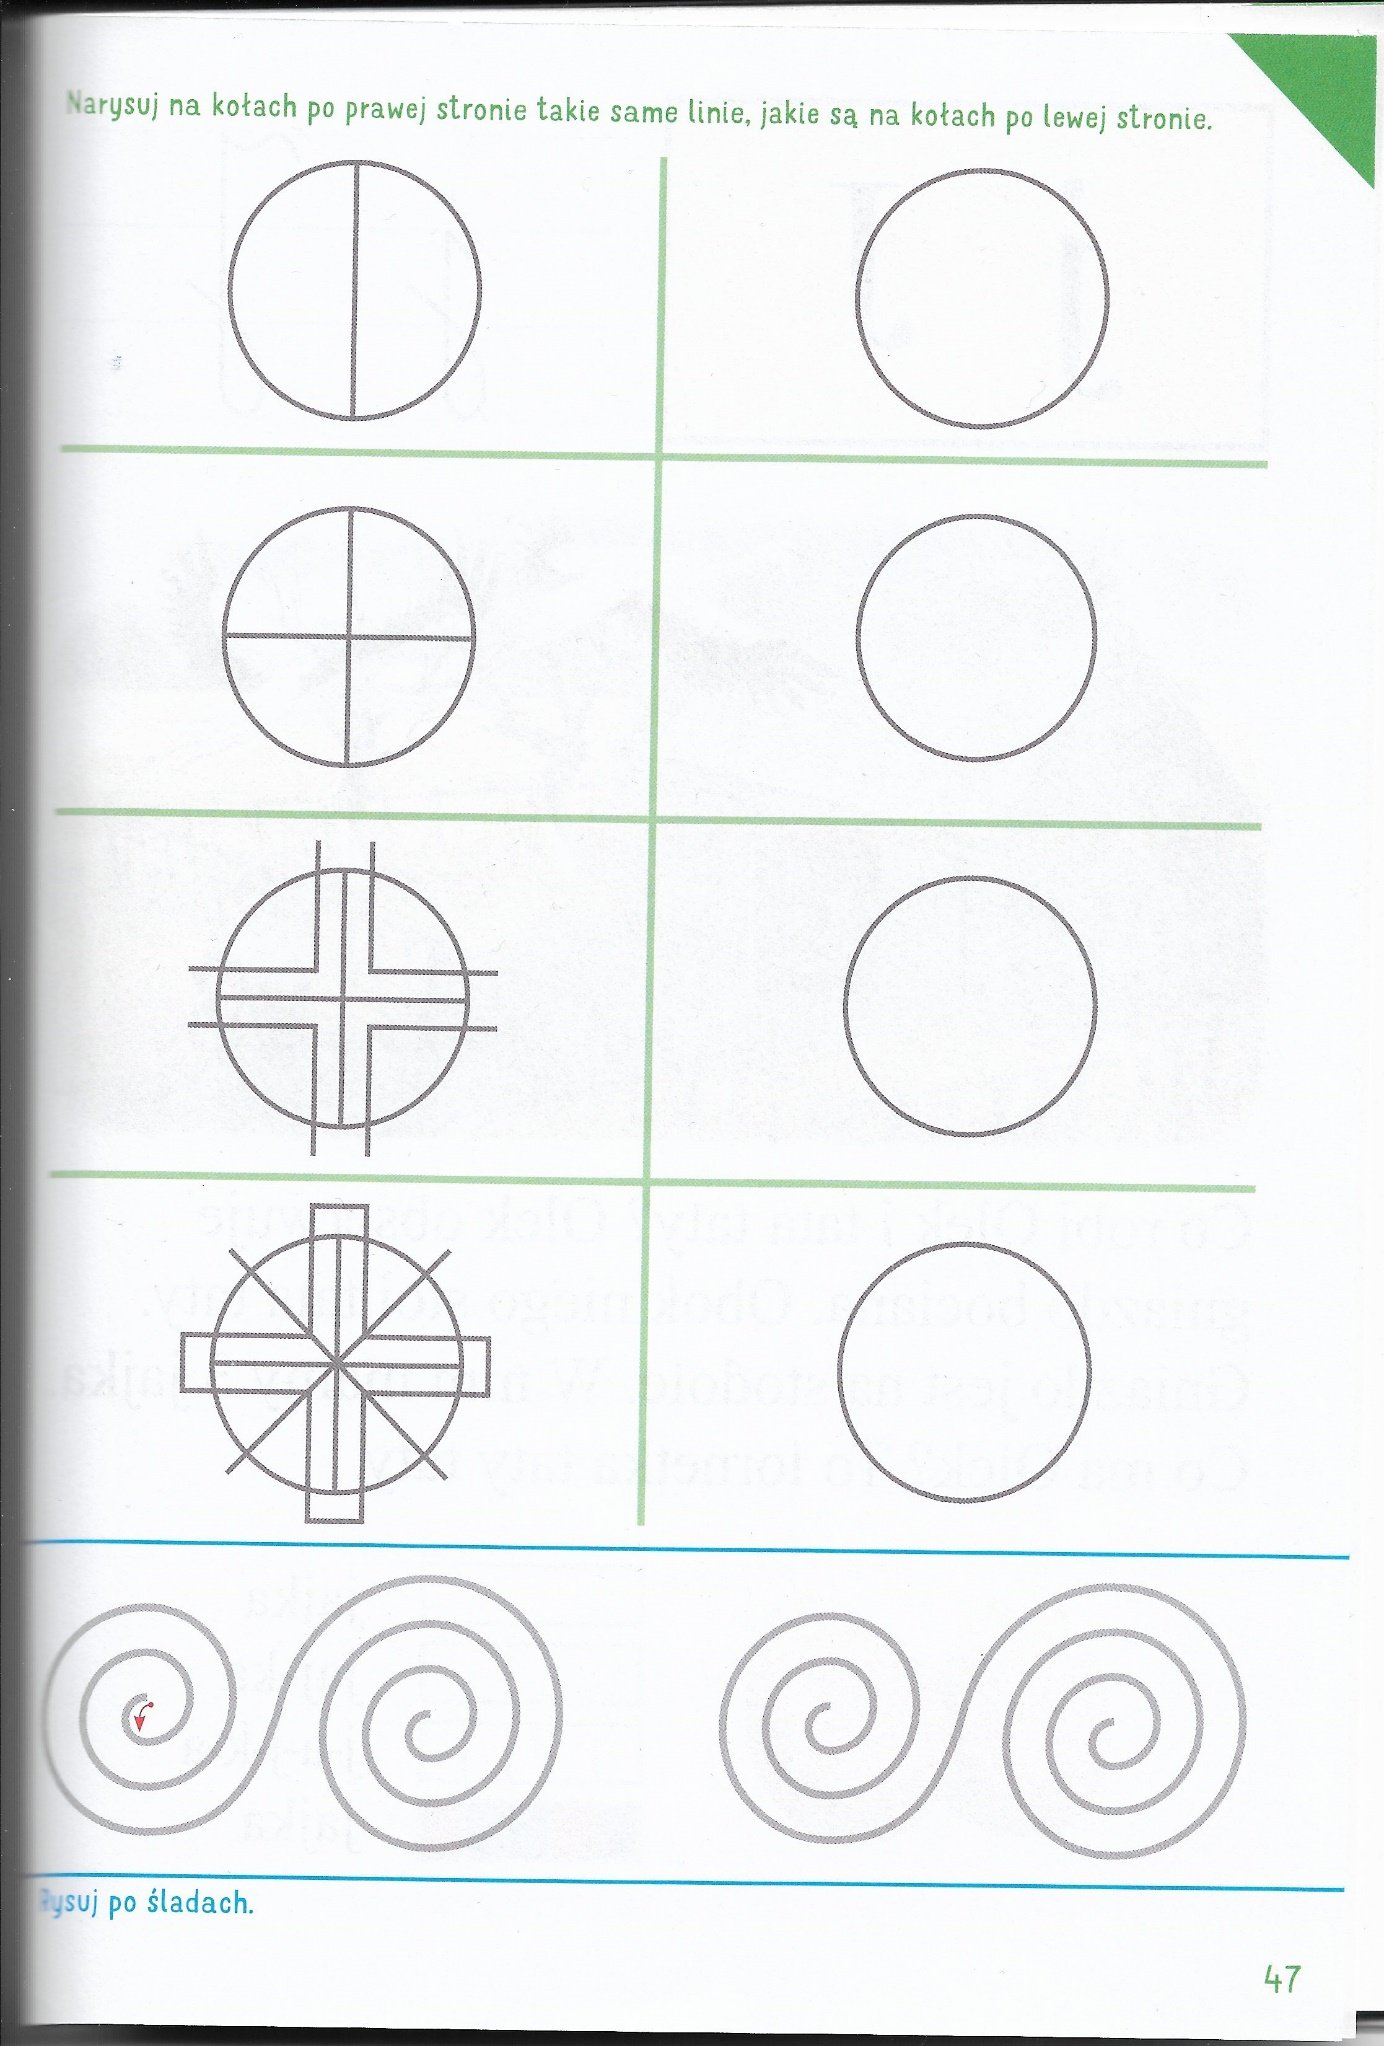 Narysuj na kołach po prawej stronie takie same linie, jakie są na kołach po lewej stronie.
Rysuj po śladach.
47